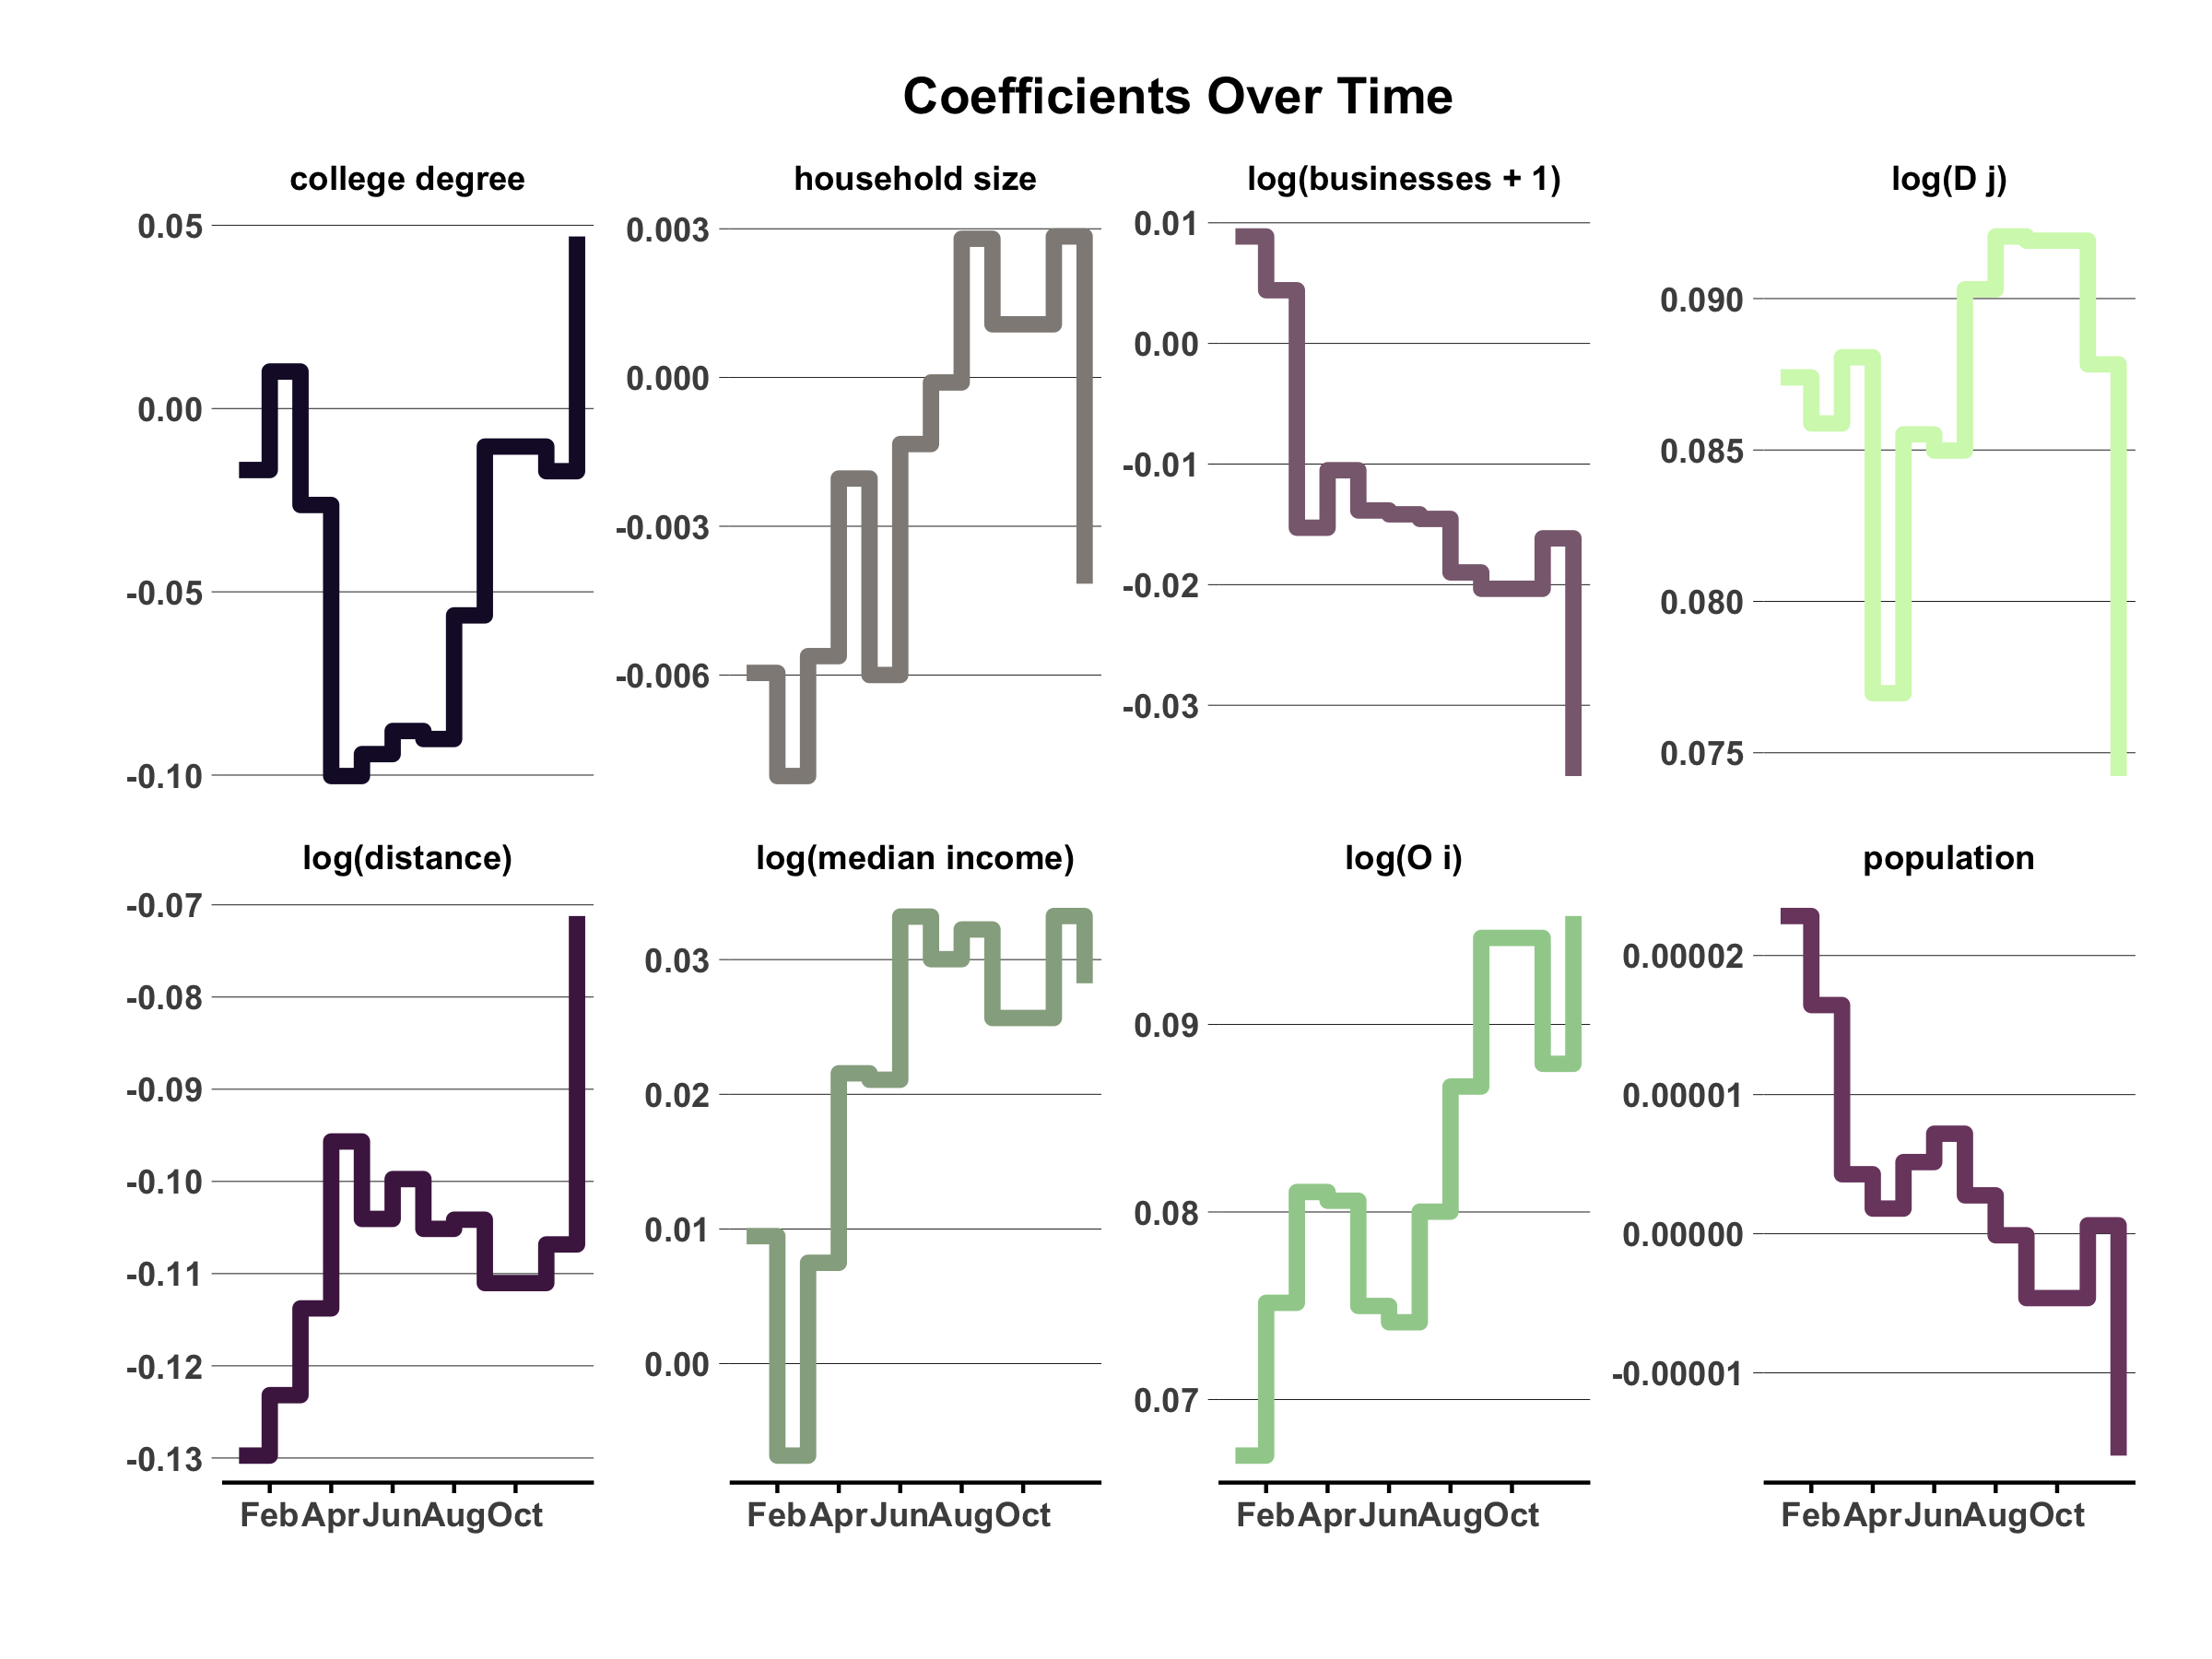 Coefficients Over Time
college degree
household size
log(businesses + 1)
log(D j)
0.05
0.00
-0.05
-0.10
0.003
0.000
-0.003
-0.006
0.01
0.00
-0.01
-0.02
-0.03
0.090
0.085
0.080
0.075
log(distance)
log(median income)
log(O i)
population
-0.07
-0.08
-0.09
-0.10
-0.11
-0.12
-0.13
0.03
0.02
0.01
0.00
0.09
0.08
0.07
0.00002
0.00001
0.00000
-0.00001
Feb Apr Jun Aug Oct
Feb Apr Jun Aug Oct
Feb Apr Jun Aug Oct
Feb Apr Jun Aug Oct